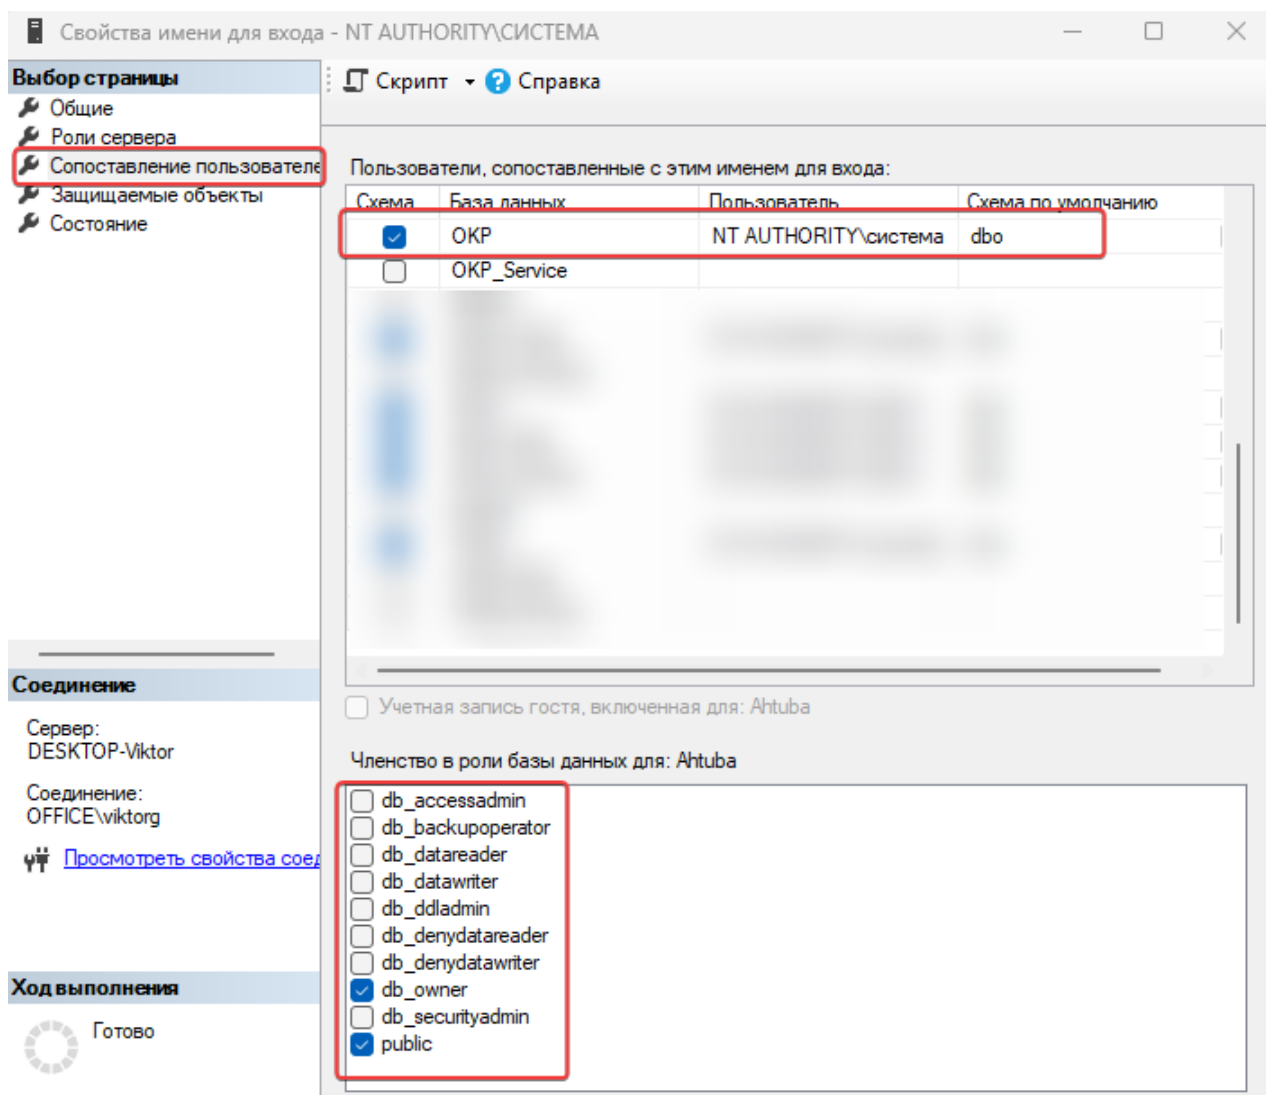 Свойства имени для входа - NT AUTHORITY\СИСТЕМА
Выбор страницы
Общие
Роли сервера
Сопоставление пользователе
Защищаемые объекты
Состояние
Скрипт
Справка
Пользователи, сопоставленные с этим именем для входа:
Схема База данных Пользователь Схема по умолчанию
OKP NT AUTHORITY\система dbo
OKP_Service
Учетная запись гостя, включенная для: Ahtuba
Членство в роли базы данных для: Ahtuba
db_accessadmin
db_backupoperator
db_datareader
db_datawriter
db_ddladmin
db_denydatareader
db_denydatawriter
db_owner
db_securityadmin
public
Соединение
Сервер:
DESKTOP-Viktor
Соединение:
OFFICE\viktorg
Просмотреть свойства соед
Ход выполнения
Готово